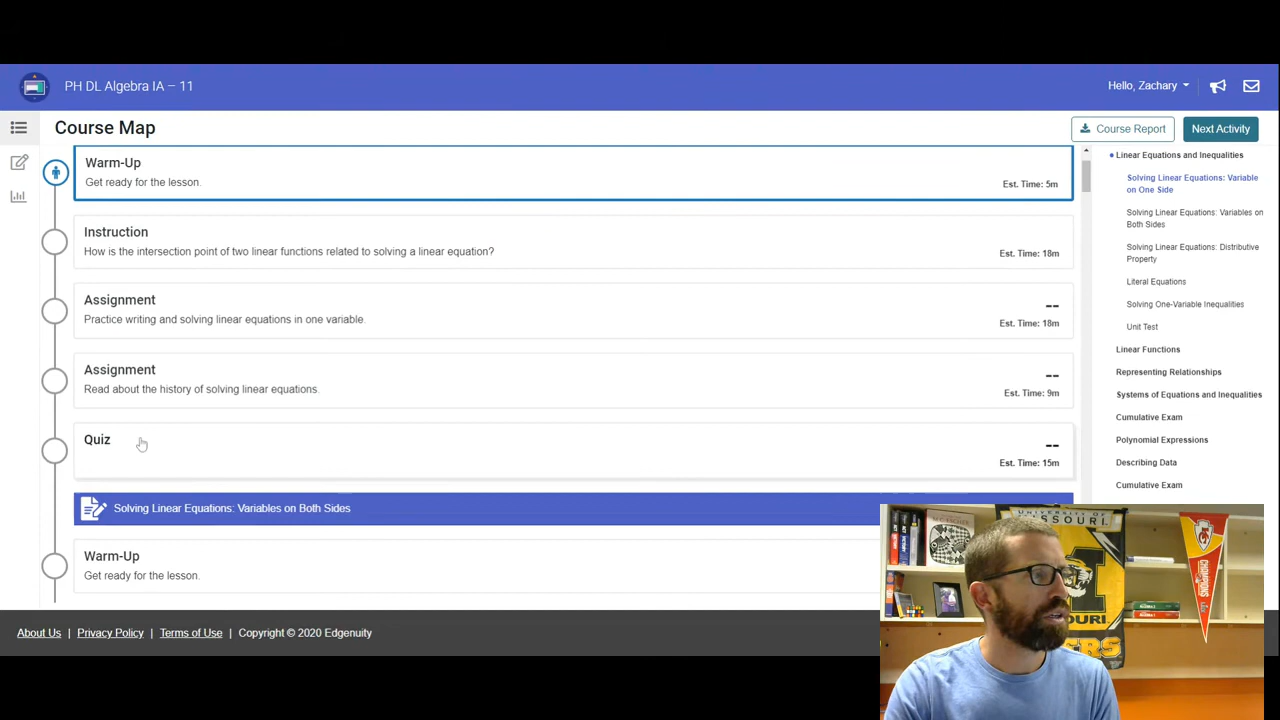 PH DL Algebra IA – 11
Hello, Zachary
Course Map
Course Report
Next Activity
Warm-Up
Get ready for the lesson.
Est. Time: 5m
Instruction
How is the intersection point of two linear functions related to solving a linear equation?
Est. Time: 18m
Assignment
--
Practice writing and solving linear equations in one variable.
Est. Time: 18m
Assignment
--
Read about the history of solving linear equations.
Est. Time: 9m
Quiz
--
Est. Time: 15m
Solving Linear Equations: Variables on Both Sides
Warm-Up
Get ready for the lesson.
Linear Equations and Inequalities
Solving Linear Equations: Variable
on One Side
Solving Linear Equations: Variables on
Both Sides
Solving Linear Equations: Distributive
Property
Literal Equations
Solving One-Variable Inequalities
Unit Test
Linear Functions
Representing Relationships
Systems of Equations and Inequalities
Cumulative Exam
Polynomial Expressions
Describing Data
Cumulative Exam
About Us | Privacy Policy | Terms of Use | Copyright © 2020 Edgenuity